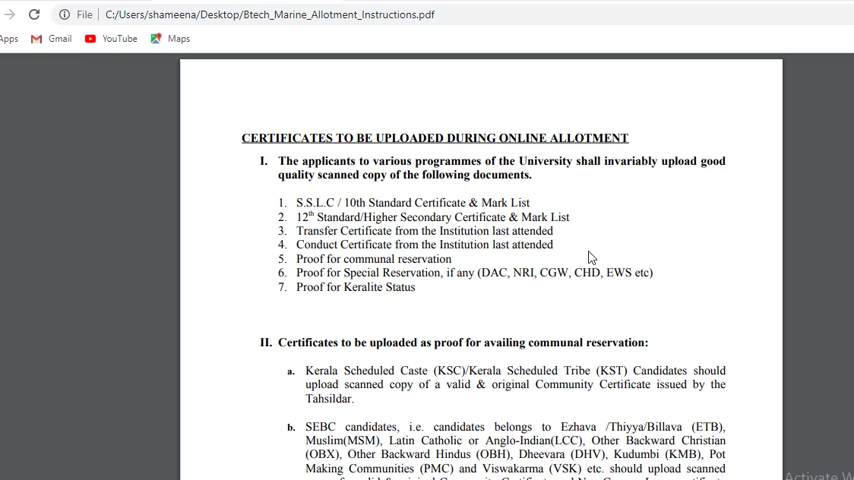 File C:/Users/shameena/Desktop/Btech_Marine_Allotment_Instructions.pdf
Apps Gmail YouTube Maps
CERTIFICATES TO BE UPLOADED DURING ONLINE ALLOTMENT
I. The applicants to various programmes of the University shall invariably upload good
quality scanned copy of the following documents.
1. S.S.L.C / 10th Standard Certificate & Mark List
2. 12th Standard/Higher Secondary Certificate & Mark List
3. Transfer Certificate from the Institution last attended
4. Conduct Certificate from the Institution last attended
5. Proof for communal reservation
6. Proof for Special Reservation, if any (DAC, NRI, CGW, CHD, EWS etc)
7. Proof for Keralite Status
II. Certificates to be uploaded as proof for availing communal reservation:
a. Kerala Scheduled Caste (KSC)/Kerala Scheduled Tribe (KST) Candidates should
upload scanned copy of a valid & original Community Certificate issued by the
Tahsildar.
b. SEBC candidates, i.e. candidates belongs to Ezhava /Thiyya/Billava (ETB),
Muslim(MSM), Latin Catholic or Anglo-Indian(LCC), Other Backward Christian
(OBX), Other Backward Hindus (OBH), Dheevara (DHV), Kudumbi (KMB), Pot
Making Communities (PMC) and Viswakarma (VSK) etc. should upload scanned
Activate W